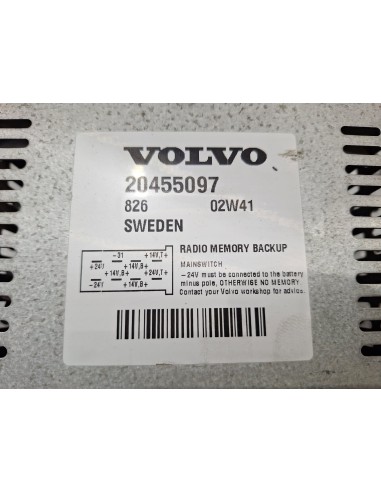 VOLVO
20455097
826 02W41
SWEDEN
-31 +14V,T+
+24V +14V,B+
+14V,B+ +24V,T+
-24V +14V,B+
RADIO MEMORY BACKUP
MAINSWITCH
-24V must be connected to the battery
minus pole, OTHERWISE NO MEMORY
Contact your Volvo workshop for advice.